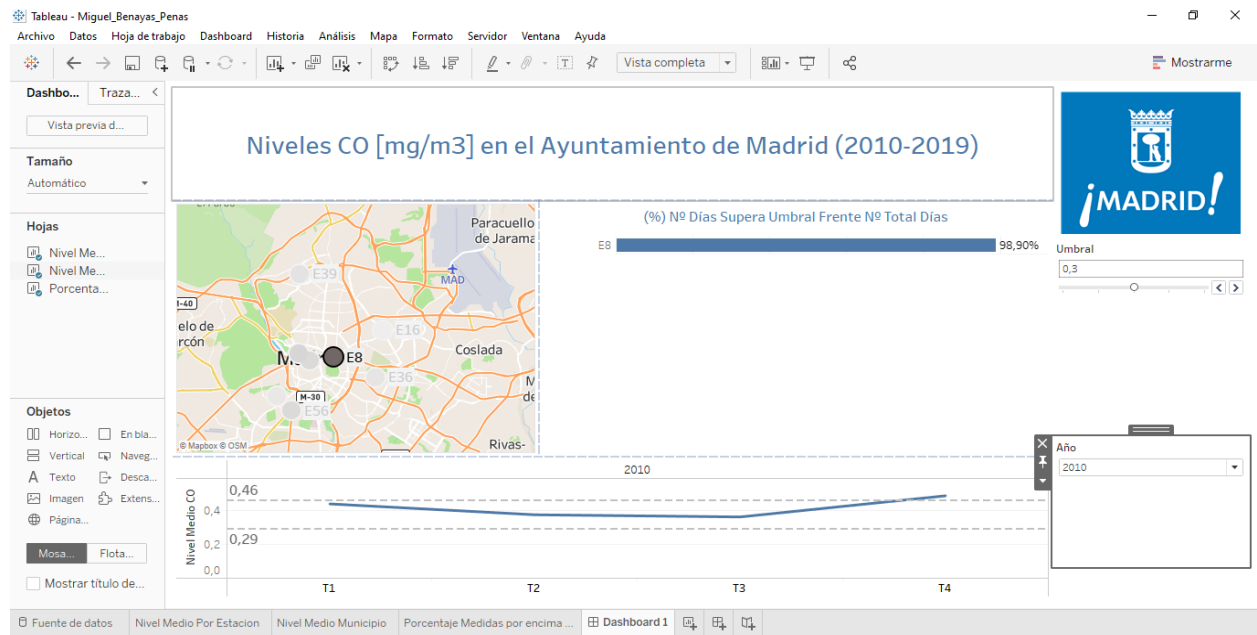 Tableau - Miguel_Benayas_Penas
Archivo Datos Hoja de trabajo Dashboard Historia Análisis Mapa Formato Servidor Ventana Ayuda
Vista completa
Mostrarme
Dashbo... Traza...
Vista previa d...
Tamaño
Automático
Hojas
Nivel Me...
Nivel Me...
Porcenta...
Objetos
Horizo... En bla...
Vertical Naveg...
A Texto Desca...
Imagen Extens...
Página...
Mosa... Flota...
Mostrar título de...
Niveles CO [mg/m3] en el Ayuntamiento de Madrid (2010-2019)
Paracuello
de Jarama
E39
MAD
M-40
elo de
rcón
E16
E8
Coslada
E36
M-30
E56
Rivas-
© Mapbox © OSM
(%) Nº Días Supera Umbral Frente Nº Total Días
E8 98,90%
¡MADRID!
Umbral
0,3
Año
2010
2010
Nivel Medio CO
0,46
0,4
0,29
0,2
0,0
T1 T2 T3 T4
Fuente de datos Nivel Medio Por Estacion Nivel Medio Municipio Porcentaje Medidas por encima ... Dashboard 1